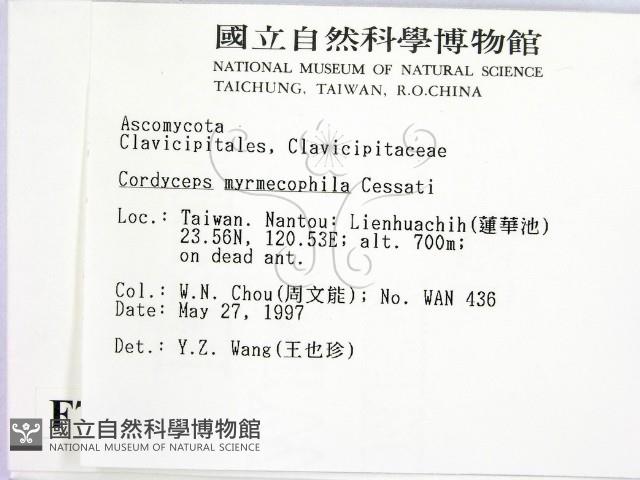 國立自然科學博物館
NATIONAL MUSEUM OF NATURAL SCIENCE
TAICHUNG, TAIWAN, R.O.CHINA
Ascomycota
Clavicipitales, Clavicipitaceae
Cordyceps myrmecophila Cessati
Loc.: Taiwan. Nantou: Lienhuachih(蓮華池)
23.56N, 120.53E; alt. 700m;
on dead ant.
Col.: W.N. Chou(周文能); No. WAN 436
Date: May 27, 1997
Det.: Y.Z. Wang(王也珍)
國立自然科學博物館
NATIONAL MUSEUM OF NATURAL SCIENCE